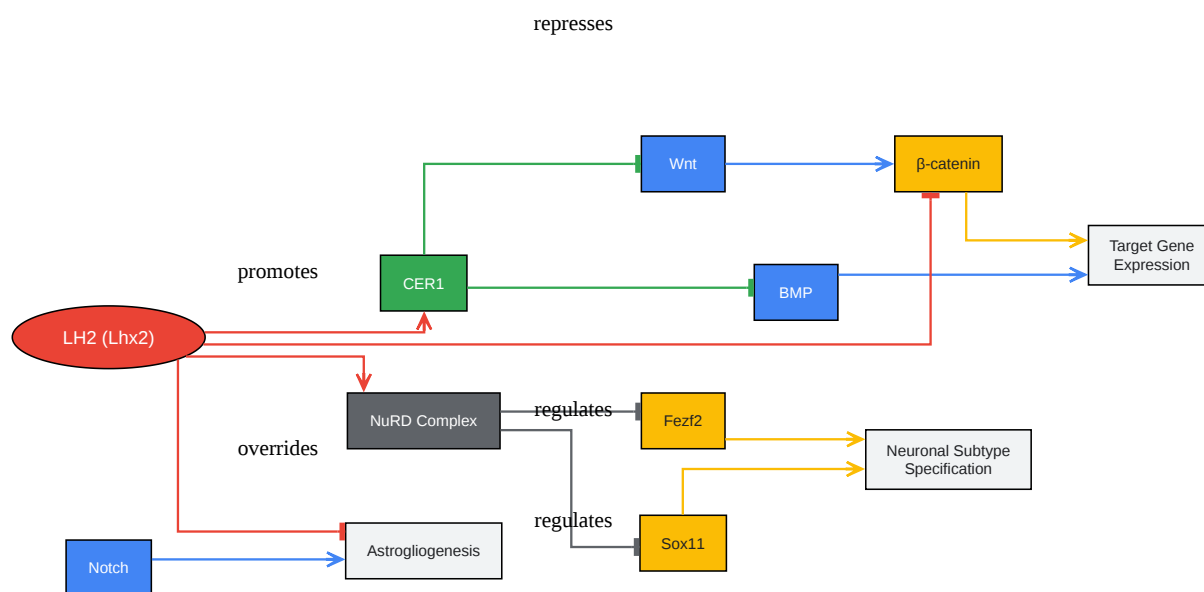 represses
Wnt
β-catenin
Target Gene
Expression
promotes
CER1
BMP
LH2 (Lhx2)
NuRD Complex
regulates
Fezf2
overrides
Neuronal Subtype
Specification
regulates
Sox11
Astrogliogenesis
Notch